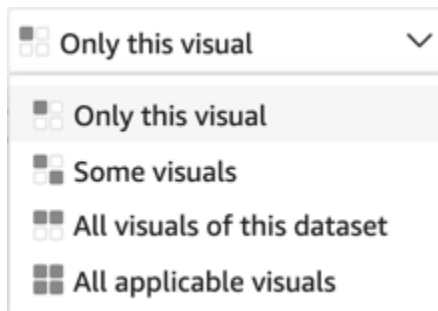 Only this visual
Only this visual
Some visuals
All visuals of this dataset
All applicable visuals